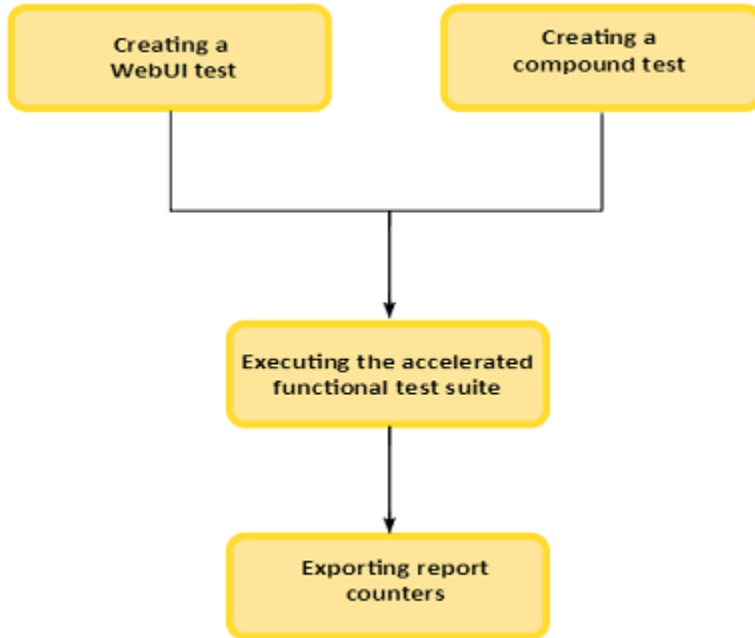 Creating a
WebUI test
Creating a
compound test
Executing the accelerated
functional test suite
Exporting report
counters